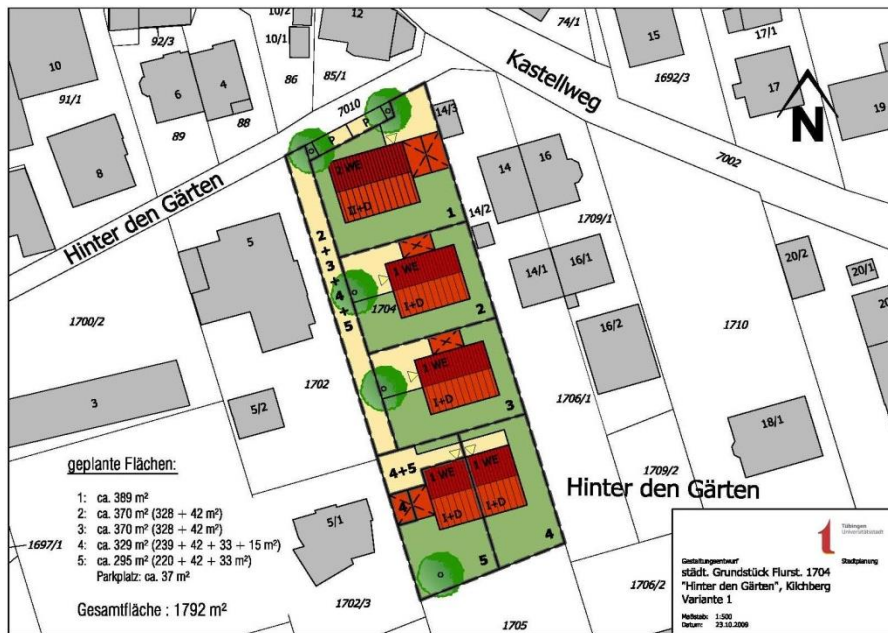 10/2
12
74/1
17/1
92/3
10/1
15
10
6
4
86
85/1
Kastellweg
1692/3
17
91/1
88
7010
14/3
N
19
89
P
P
8
2 WE
14
16
7002
II+D
1
Hinter den Gärten
14/2
1709/1
5
2+3+4+5
1 WE
14/1
16/1
20/2
20/1
I+D
2
1704
1700/2
16/2
1710
1702
1 WE
3
I+D
1706/1
5/2
3
18/1
geplante Flächen:
4+5
1 WE
1 WE
1709/2
Hinter den Gärten
1: ca. 389 m²
2: ca. 370 m² (328 + 42 m²)
3: ca. 370 m² (328 + 42 m²)
4: ca. 329 m² (239 + 42 + 33 + 15 m²)
5: ca. 295 m² (220 + 42 + 33 m²)
Parkplatz: ca. 37 m²
Gesamtfläche : 1792 m²
4
I+D
I+D
5/1
4
5
1697/1
1702/3
1705
1706/2
Tübingen
Universitätsstadt
Gestaltungsentwurf
Stadtplanung
städt. Grundstück Flurst. 1704
"Hinter den Gärten", Kilchberg
Variante 1
Maßstab: 1:500
Datum: 23.10.2009